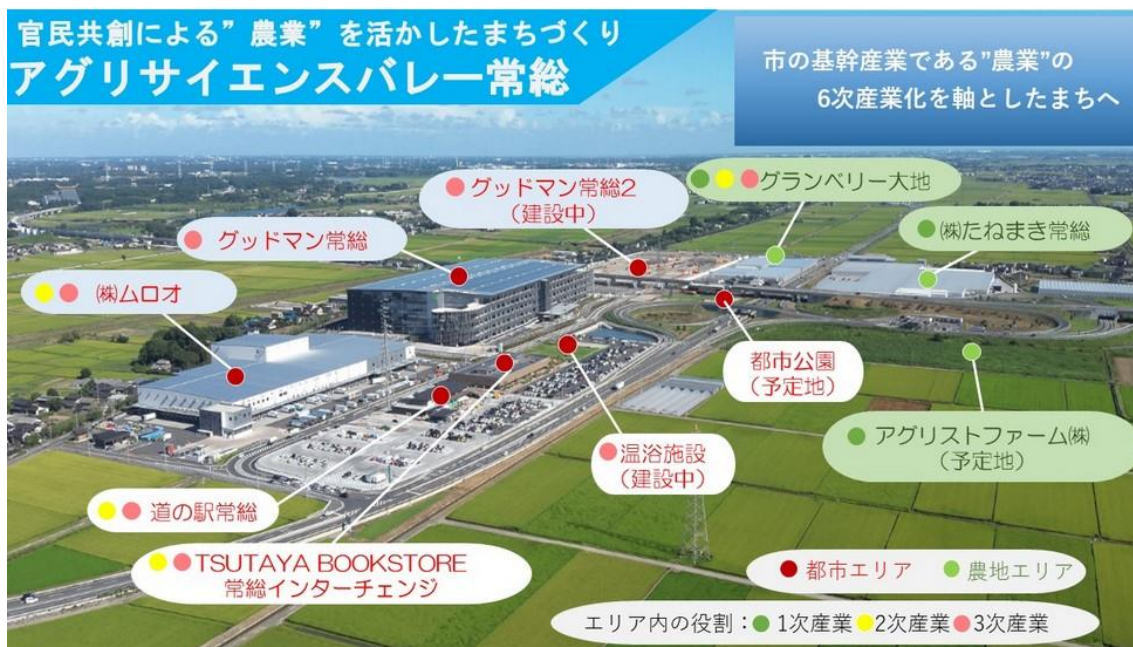 官民共創による”農業”を活かしたまちづくり
アグリサイエンスバレー常総
市の基幹産業である”農業”の
6次産業化を軸としたまちへ
グッドマン常総2
(建設中)
グランベリー大地
グッドマン常総
㈱たねまき常総
㈱ムロオ
都市公園
(予定地)
アグリストファーム㈱
(予定地)
温浴施設
(建設中)
道の駅常総
TSUTAYA BOOKSTORE
常総インターチェンジ
都市エリア 農地エリア
エリア内の役割：1次産業 2次産業 3次産業